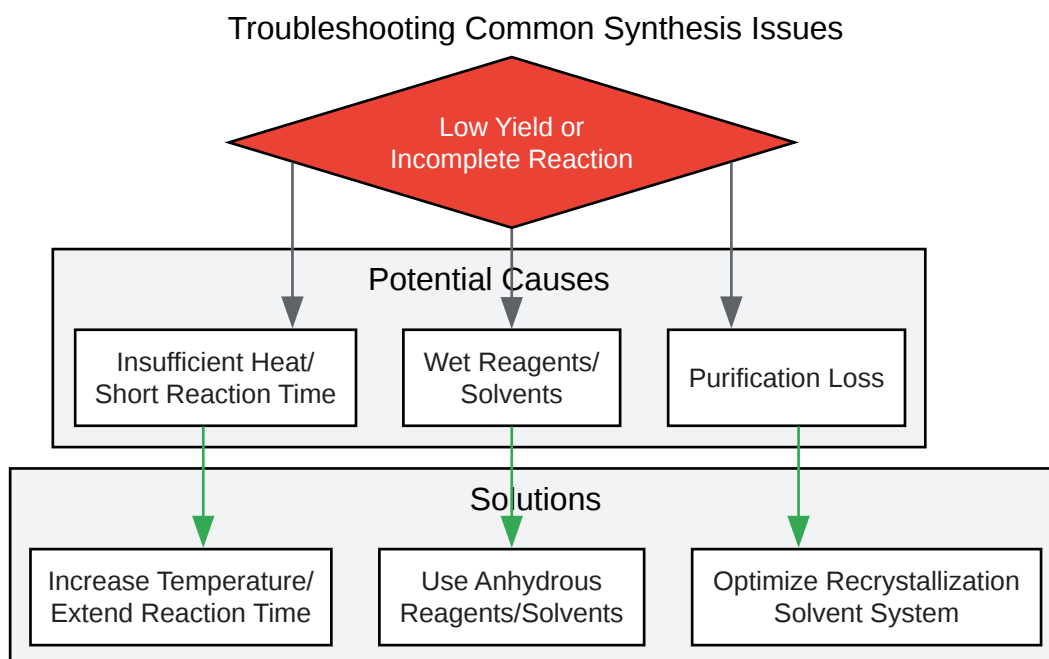 Troubleshooting Common Synthesis Issues
Low Yield or
Incomplete Reaction
Potential Causes
Insufficient Heat/
Short Reaction Time
Wet Reagents/
Solvents
Purification Loss
Solutions
Increase Temperature/
Extend Reaction Time
Use Anhydrous
Reagents/Solvents
Optimize Recrystallization
Solvent System